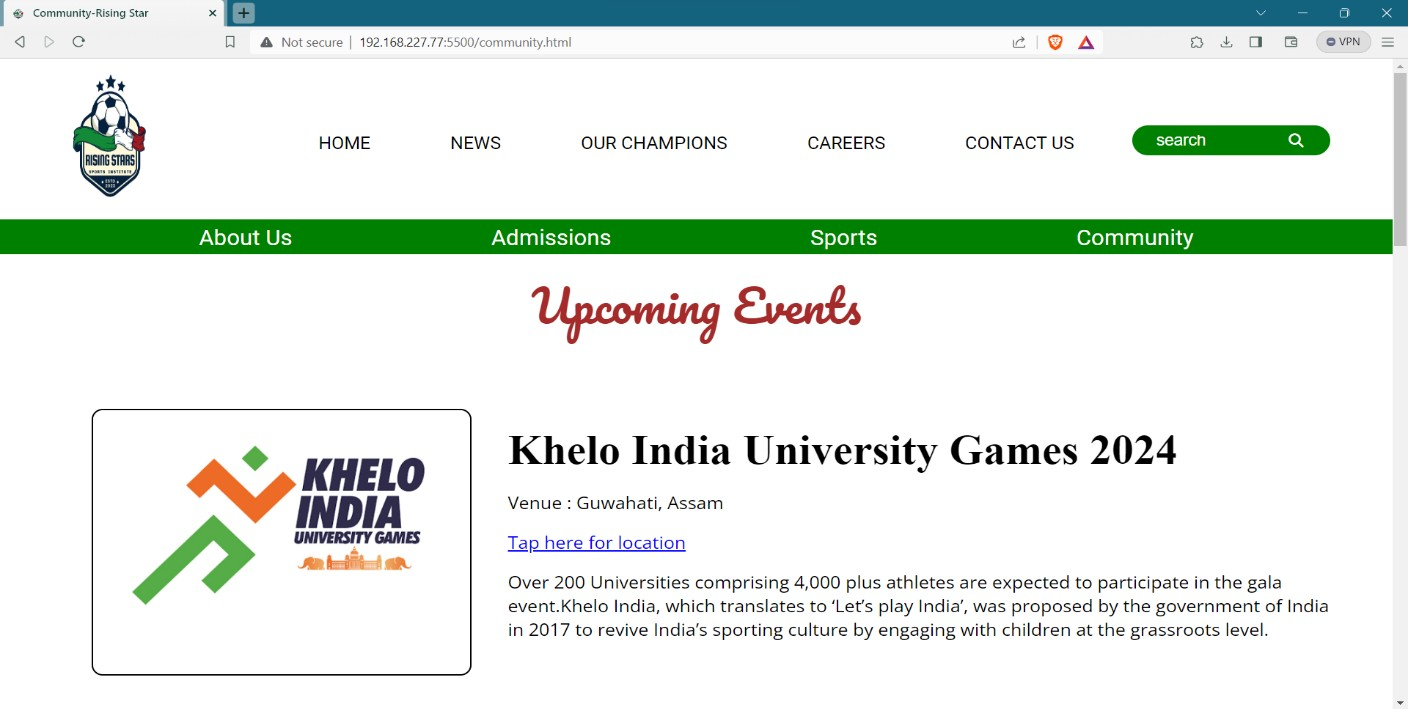 Community-Rising Star
Not secure | 192.168.227.77:5500/community.html
VPN
RISING STARS
SPORTS INSTITUTE
HOME NEWS OUR CHAMPIONS CAREERS CONTACT US search
About Us Admissions Sports Community
Upcoming Events
KHELO
INDIA
UNIVERSITY GAMES
Khelo India University Games 2024
Venue : Guwahati, Assam
Tap here for location
Over 200 Universities comprising 4,000 plus athletes are expected to participate in the gala
event.Khelo India, which translates to ‘Let’s play India’, was proposed by the government of India
in 2017 to revive India’s sporting culture by engaging with children at the grassroots level.